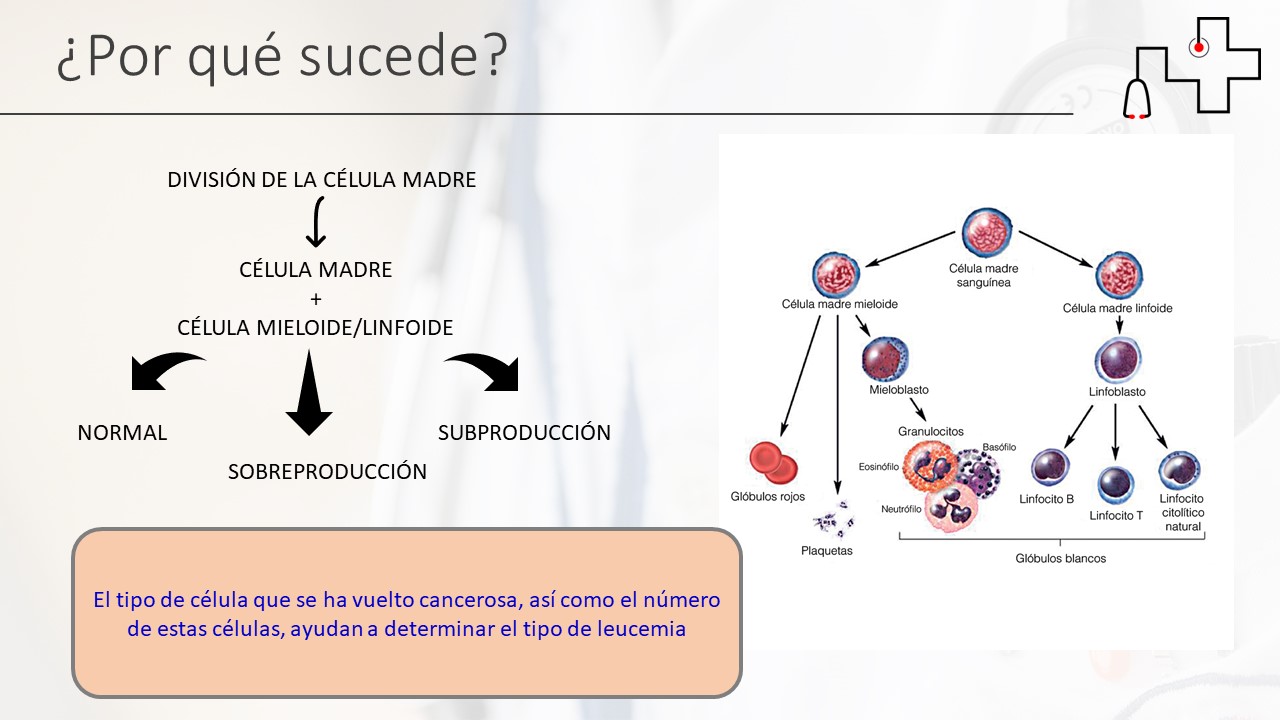 ¿Por qué sucede?
DIVISIÓN DE LA CÉLULA MADRE
CÉLULA MADRE
+
CÉLULA MIELOIDE/LINFOIDE
NORMAL
SOBREPRODUCCIÓN
SUBPRODUCCIÓN
El tipo de célula que se ha vuelto cancerosa, así como el número
de estas células, ayudan a determinar el tipo de leucemia
Célula madre
sanguínea
Célula madre mieloide
Célula madre linfoide
Mieloblasto
Linfoblasto
Granulocitos
Basófilo
Eosinófilo
Neutrófilo
Glóbulos rojos
Plaquetas
Linfocito B
Linfocito T
Linfocito
citolítico
natural
Glóbulos blancos